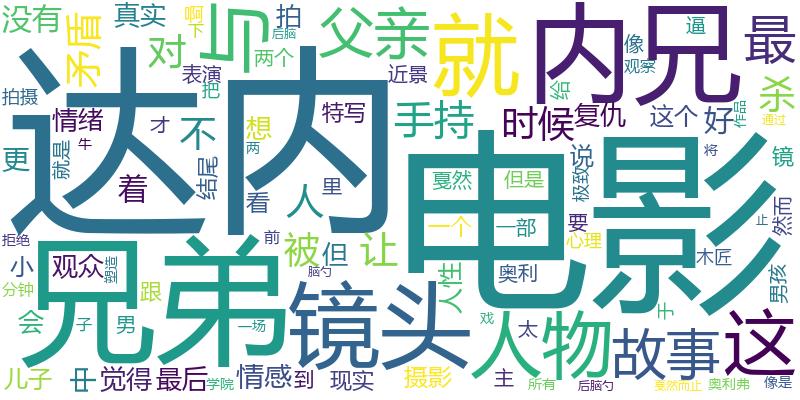 没有
真实
啊
下
与
拍
后脑
两个
父亲
就
内兄
像
逼
最
观察
矛盾
对
表演
把
近景
给
杀
拍摄
达内
情绪
才
不
想
特写
手持
时候
复仇
这个
好
作品
通过
更
就是
牛
两
结尾
看
着
人
里
电影
戛然
但是
说
极致
镜
将
然而
止
拒绝
小
前
被
但
让
一个
一部
要
心理
奥利
木匠
男孩
观众
塑造
跟
脑勺
人性
于
分钟
兄弟
镜头
会
子
男
一场
戏
太
人物
故事
这
儿子
中
觉得
最后
学院
情感
到
现实
摄影
主
所有
后脑勺
戛然而止
奥利弗
像是